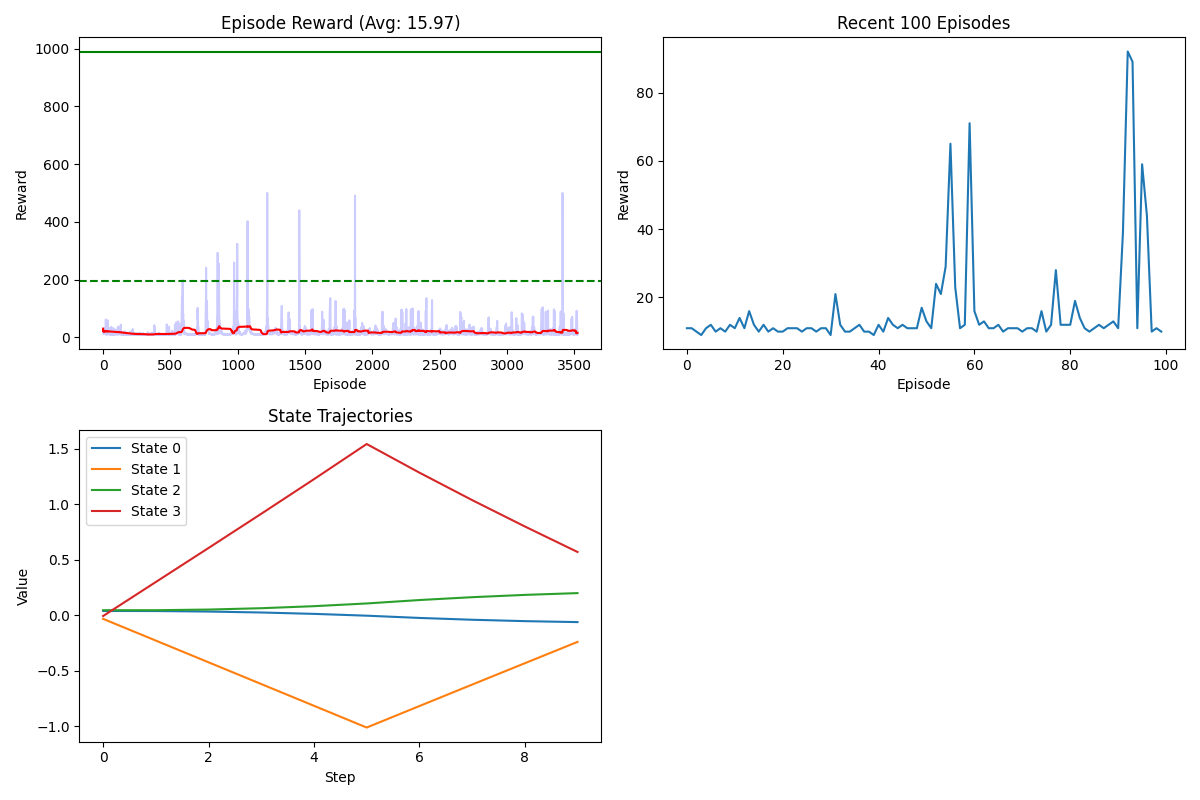 Episode Reward (Avg: 15.97)
1000
800
600
400
200
0
Reward
0 500 1000 1500 2000 2500 3000 3500
Episode
Recent 100 Episodes
80
60
40
20
Reward
0 20 40 60 80 100
Episode
State Trajectories
State 0
State 1
State 2
State 3
1.5
1.0
0.5
0.0
−0.5
−1.0
Value
0 2 4 6 8
Step